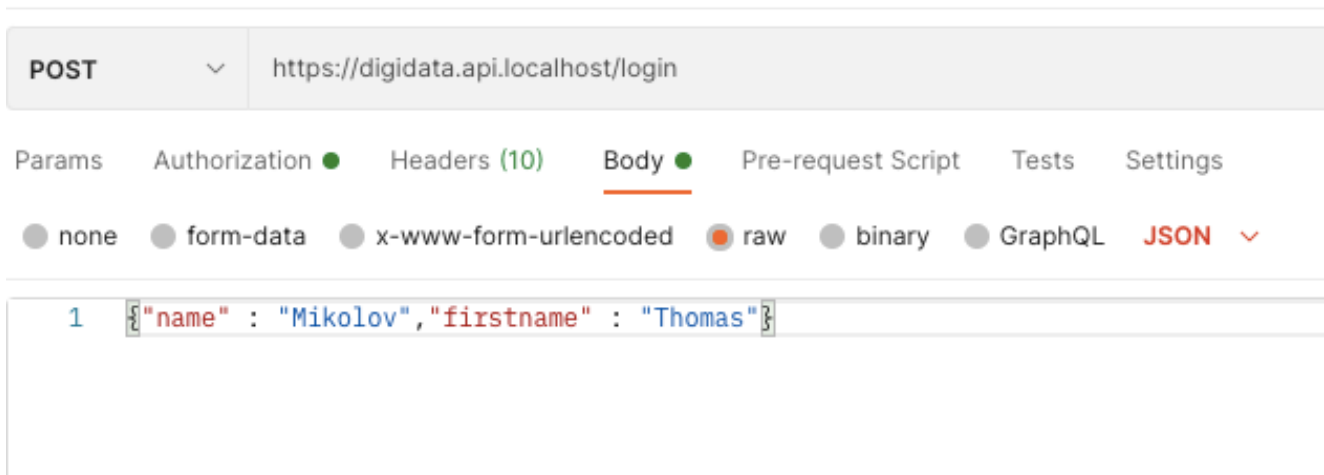 POST https://digidata.api.localhost/login
Params Authorization Headers (10) Body Pre-request Script Tests Settings
none form-data x-www-form-urlencoded raw binary GraphQL JSON
1 {"name" : "Mikolov","firstname" : "Thomas"}